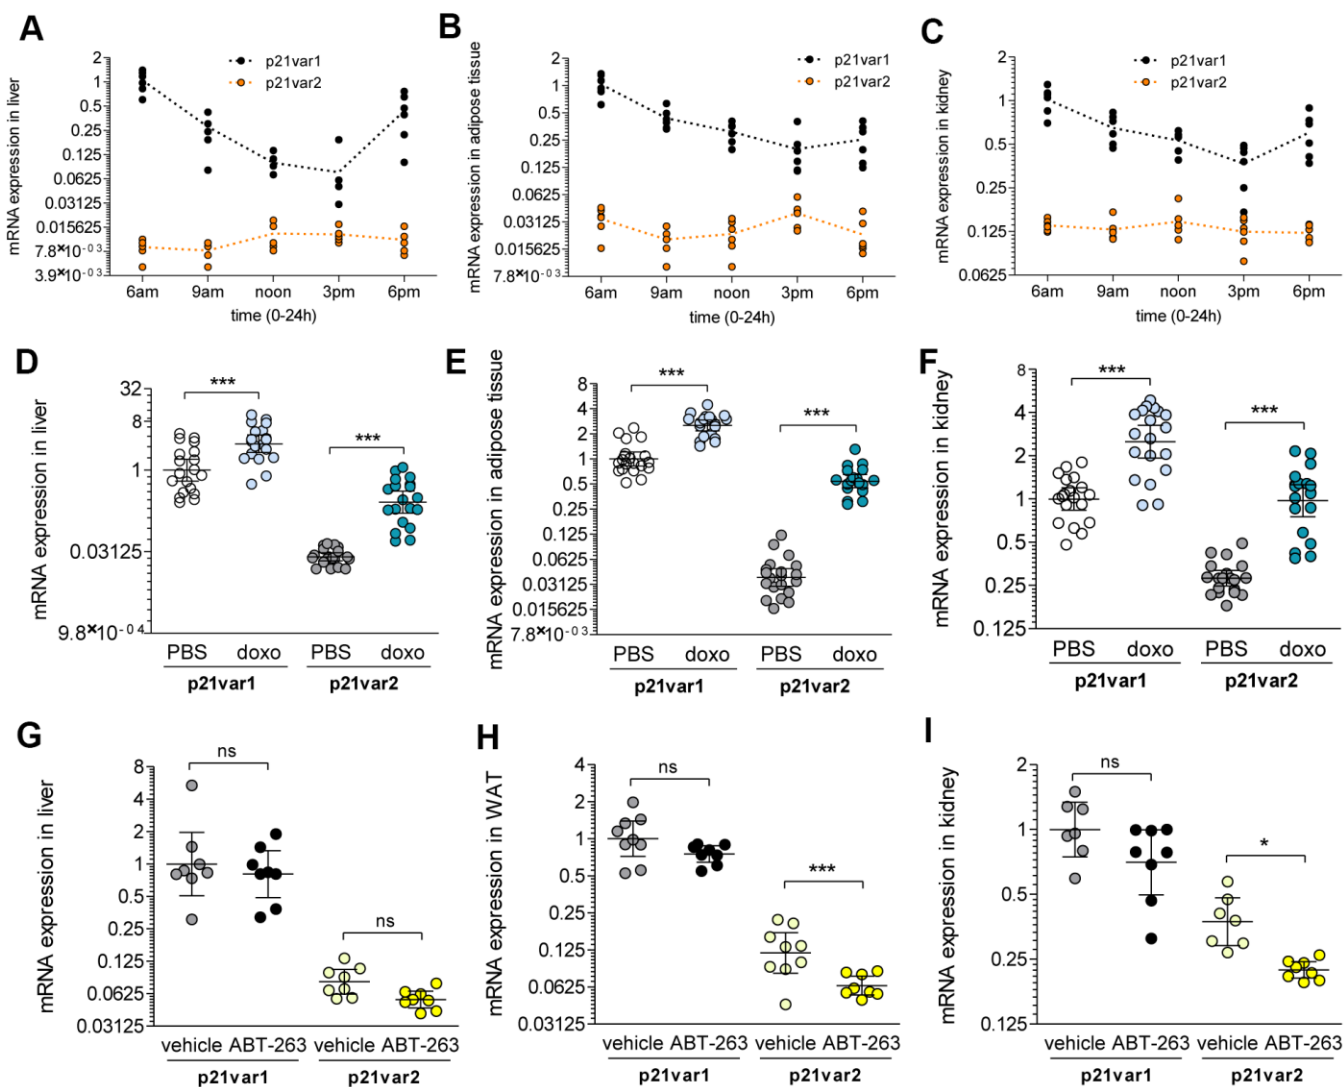 A
mRNA expression in liver
2
1
0.5
0.25
0.125
0.0625
0.03125
0.015625
7.8×10⁻⁰³
3.9×10⁻⁰³
p21var1
p21var2
6am 9am noon 3pm 6pm
time (0-24h)
B
mRNA expression in adipose tissue
2
1
0.5
0.25
0.125
0.0625
0.03125
0.015625
7.8×10⁻⁰³
p21var1
p21var2
6am 9am noon 3pm 6pm
time (0-24h)
C
mRNA expression in kidney
2
1
0.5
0.25
0.125
0.0625
p21var1
p21var2
6am 9am noon 3pm 6pm
time (0-24h)
D
mRNA expression in liver
32
8
1
0.03125
9.8×10⁻⁰⁴
***
***
PBS doxo PBS doxo
p21var1 p21var2
E
mRNA expression in adipose tissue
8
4
2
1
0.5
0.25
0.125
0.0625
0.03125
0.015625
7.8×10⁻⁰³
***
***
PBS doxo PBS doxo
p21var1 p21var2
F
mRNA expression in kidney
8
4
2
1
0.5
0.25
0.125
***
***
PBS doxo PBS doxo
p21var1 p21var2
G
mRNA expression in liver
8
4
2
1
0.5
0.25
0.125
0.0625
0.03125
ns
ns
vehicle ABT-263 vehicle ABT-263
p21var1 p21var2
H
mRNA expression in WAT
4
2
1
0.5
0.25
0.125
0.0625
0.03125
ns
***
vehicle ABT-263 vehicle ABT-263
p21var1 p21var2
I
mRNA expression in kidney
2
1
0.5
0.25
0.125
ns
*
vehicle ABT-263 vehicle ABT-263
p21var1 p21var2